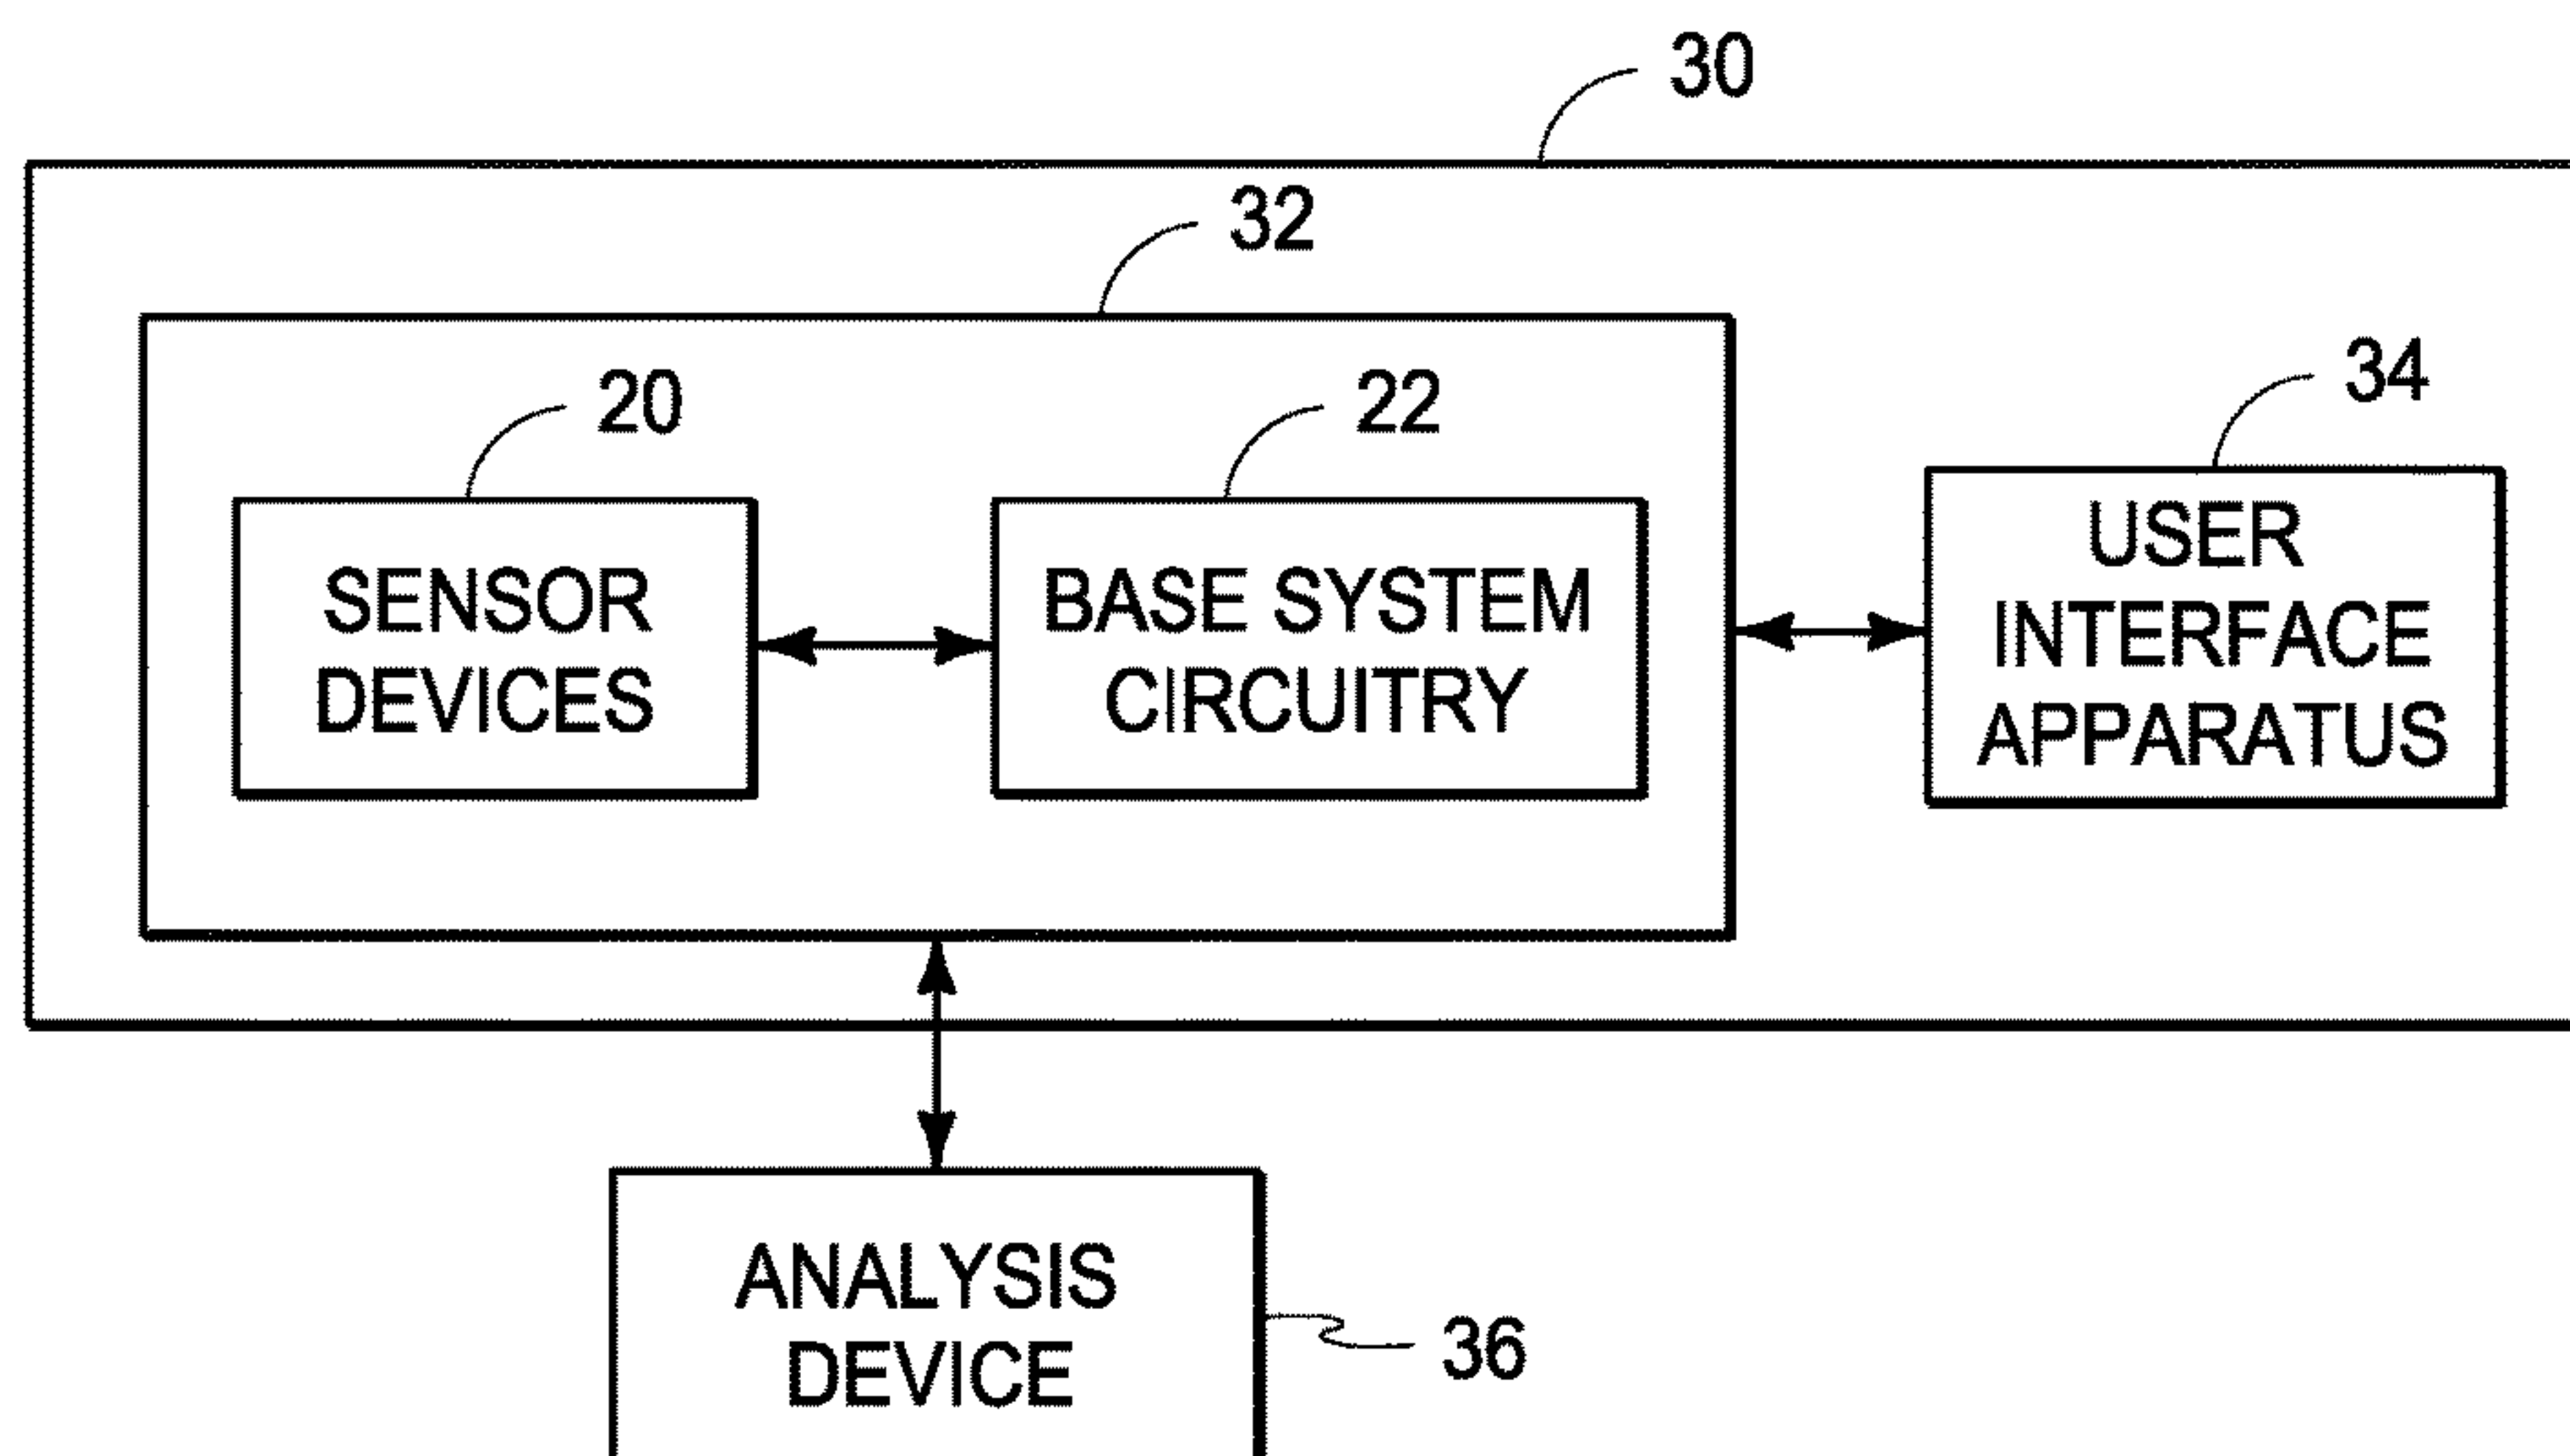 30
32
20
22
34
SENSOR
DEVICES
BASE SYSTEM
CIRCUITRY
USER
INTERFACE
APPARATUS
ANALYSIS
DEVICE
36